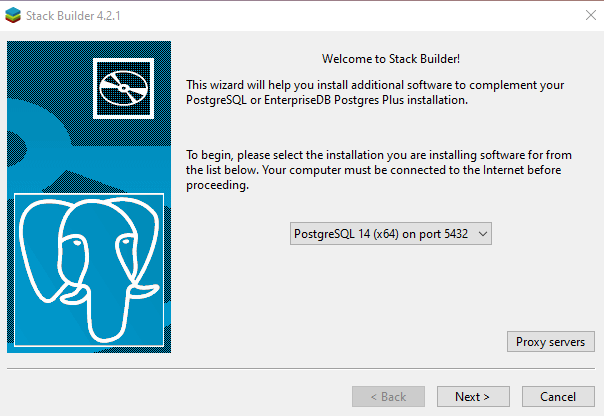 Stack Builder 4.2.1
Welcome to Stack Builder!
This wizard will help you install additional software to complement your
PostgreSQL or EnterpriseDB Postgres Plus installation.
To begin, please select the installation you are installing software for from
the list below. Your computer must be connected to the Internet before
proceeding.
PostgreSQL 14 (x64) on port 5432
Proxy servers
< Back
Next >
Cancel